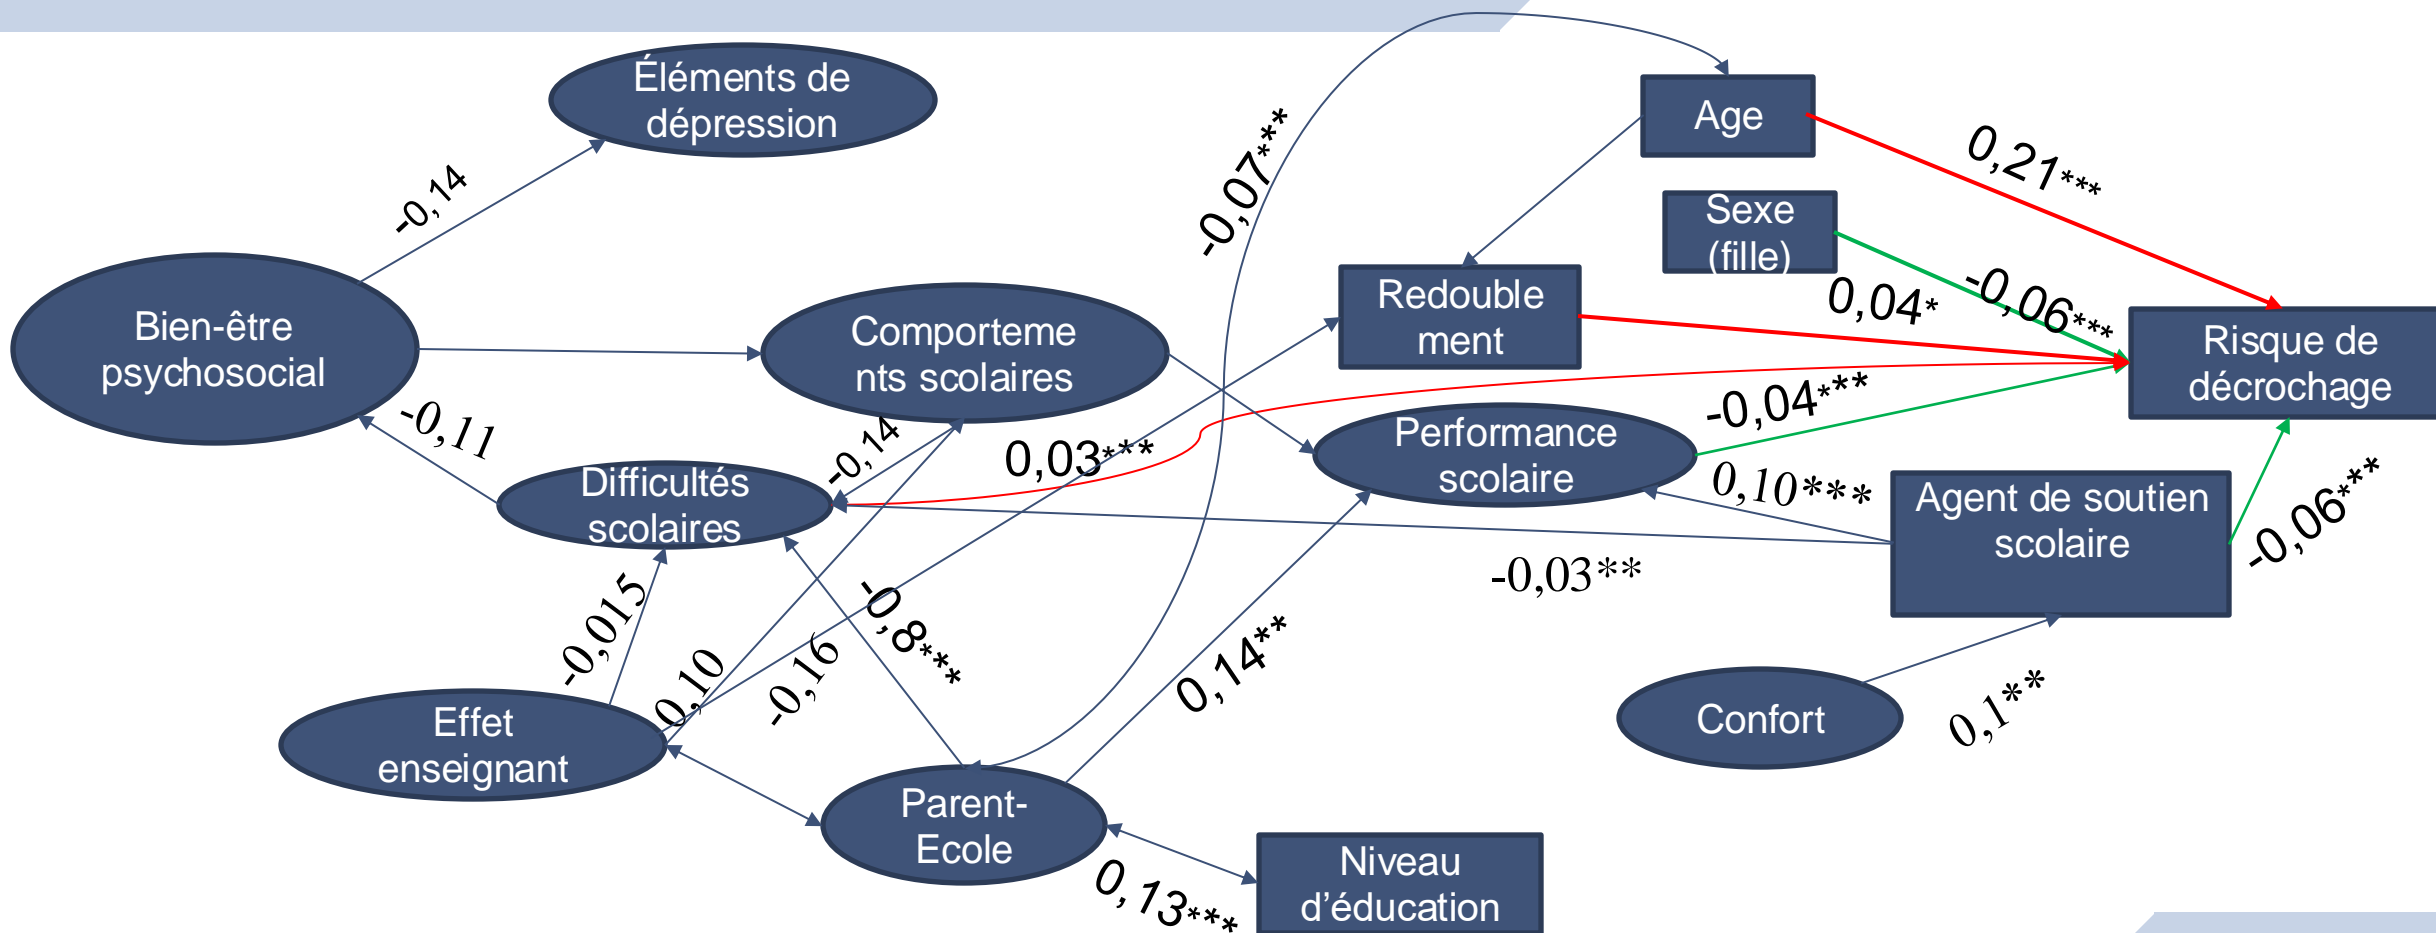 Éléments de
dépression
Age
-0,07***
0,21***
-0,14
Sexe
(fille)
Bien-être
psychosocial
Comporteme
nts scolaires
Redouble
ment
0,04*
-0,06***
Risque de
décrochage
-0,11
-0,14
0,03***
-0,04***
Performance
scolaire
Difficultés
scolaires
0,10***
Agent de soutien
scolaire
-0,06***
-0,03**
-0,015
0,10
-0,16
-0,8***
0,14**
Effet
enseignant
Confort
0,1**
Parent-
Ecole
0,13***
Niveau
d’éducation